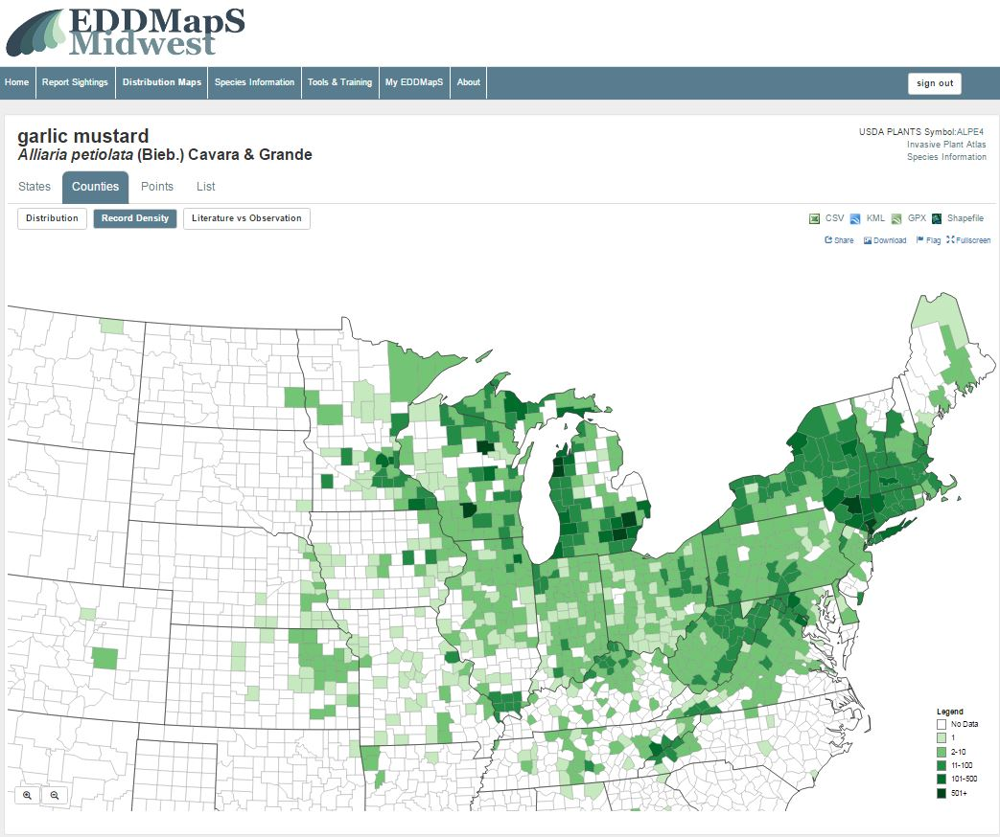 EDDMapS
Midwest
Home Report Sightings Distribution Maps Species Information Tools & Training My EDDMapS About sign out
garlic mustard
Alliaria petiolata (Bieb.) Cavara & Grande
USDA PLANTS Symbol:ALPE4
Invasive Plant Atlas
Species Information
States Counties Points List
Distribution Record Density Literature vs Observation
CSV KML GPX Shapefile
Share Download Flag Fullscreen
Legend
No Data
1
2-10
11-100
101-500
501+